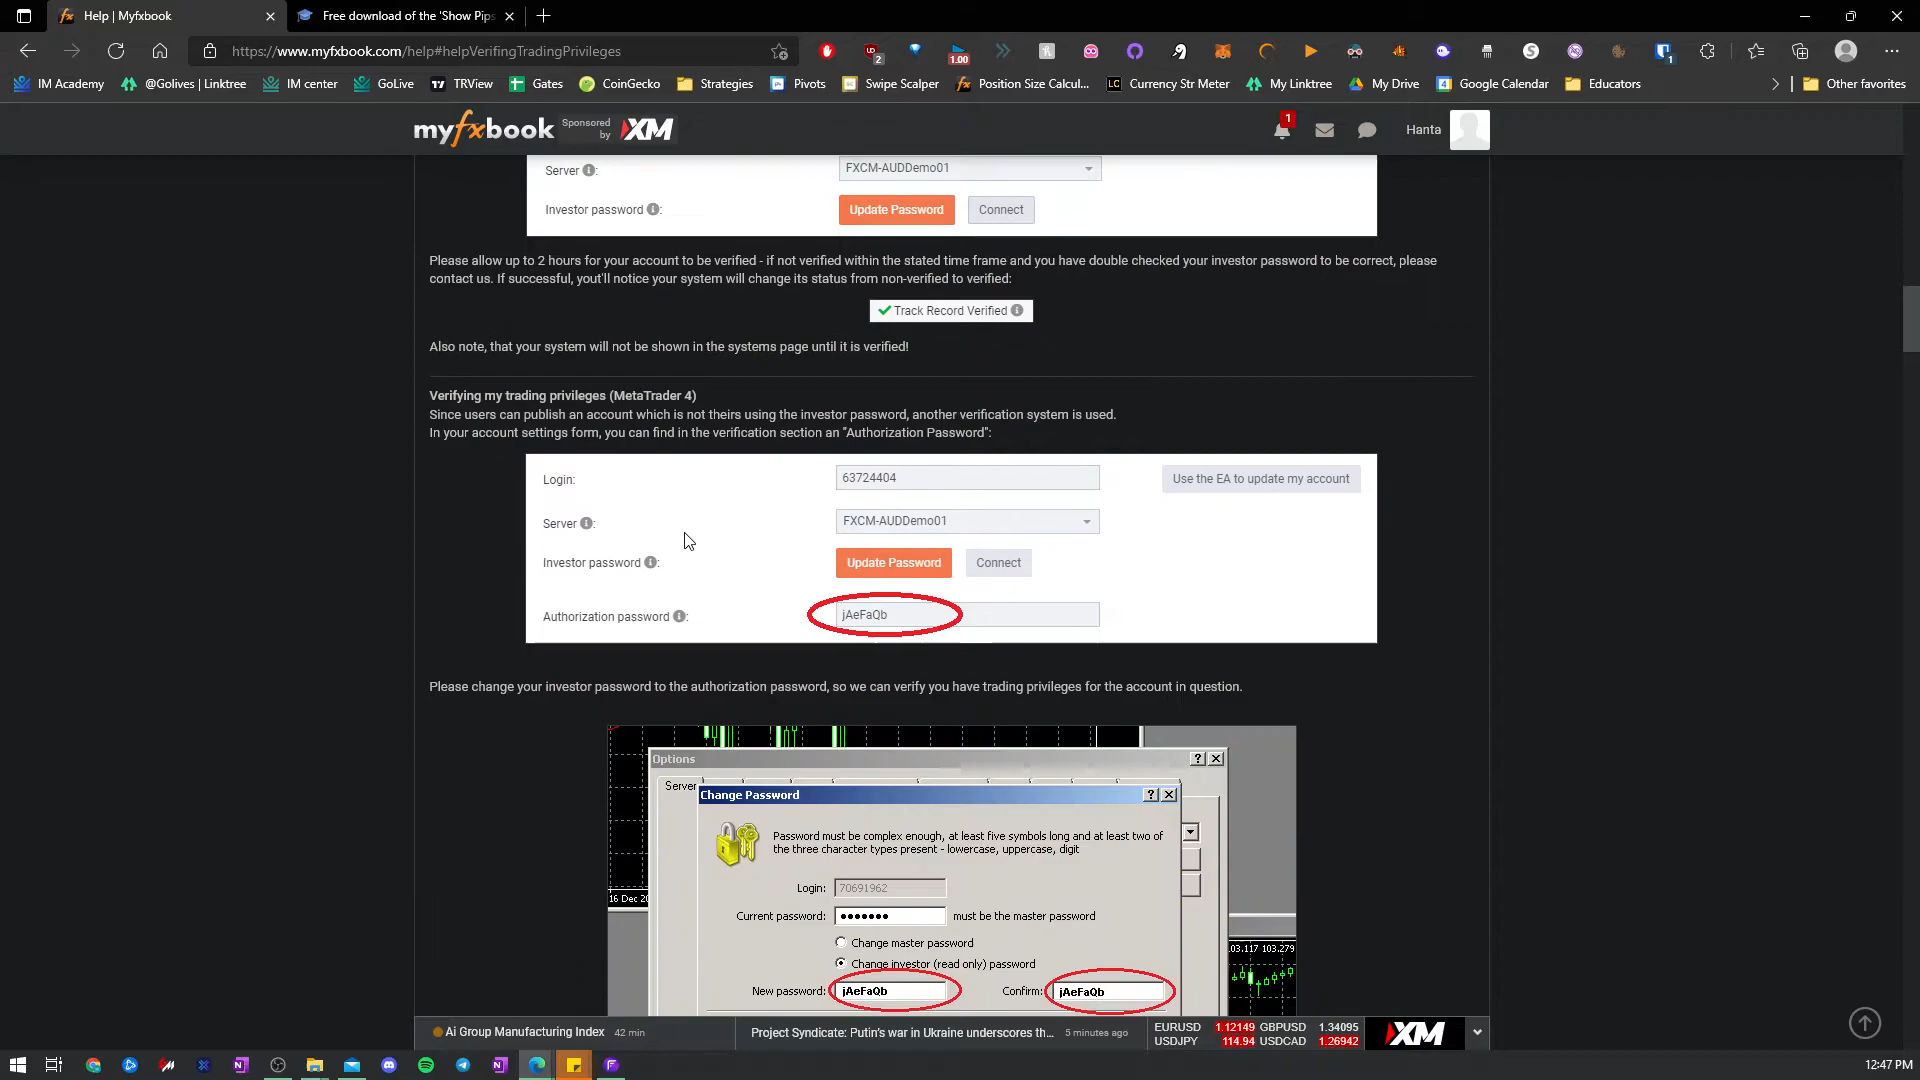 Help | Myfxbook
Free download of the 'Show Pips
https://www.myfxbook.com/help#helpVerifingTradingPrivileges
2
1.00
1
IM Academy
@Golives | Linktree
IM center
GoLive
TRView
Gates
CoinGecko
Strategies
Pivots
Swipe Scalper
Position Size Calcul...
LC Currency Str Meter
My Linktree
My Drive
Google Calendar
Educators
Other favorites
myfxbook Sponsored by XM
1
Hanta
Server : FXCM-AUDDemo01
Investor password : Update Password Connect
Please allow up to 2 hours for your account to be verified - if not verified within the stated time frame and you have double checked your investor password to be correct, please
contact us. If successful, yout'll notice your system will change its status from non-verified to verified:
Track Record Verified
Also note, that your system will not be shown in the systems page until it is verified!
Verifying my trading privileges (MetaTrader 4)
Since users can publish an account which is not theirs using the investor password, another verification system is used.
In your account settings form, you can find in the verification section an "Authorization Password":
Login: 63724404 Use the EA to update my account
Server : FXCM-AUDDemo01
Investor password : Update Password Connect
Authorization password : jAeFaQb
Please change your investor password to the authorization password, so we can verify you have trading privileges for the account in question.
Options
Server
Change Password
Password must be complex enough, at least five symbols long and at least two of
the three character types present - lowercase, uppercase, digit
Login: 70691962
16 Dec 20
Current password: must be the master password
Change master password
03.117 103.279
Change investor (read only) password
New password: jAeFaQb Confirm: jAeFaQb
Ai Group Manufacturing Index 42 min
Project Syndicate: Putin's war in Ukraine underscores th... 5 minutes ago
EURUSD 1.12149 GBPUSD 1.34095
USDJPY 114.94 USDCAD 1.26942
XM
12:47 PM